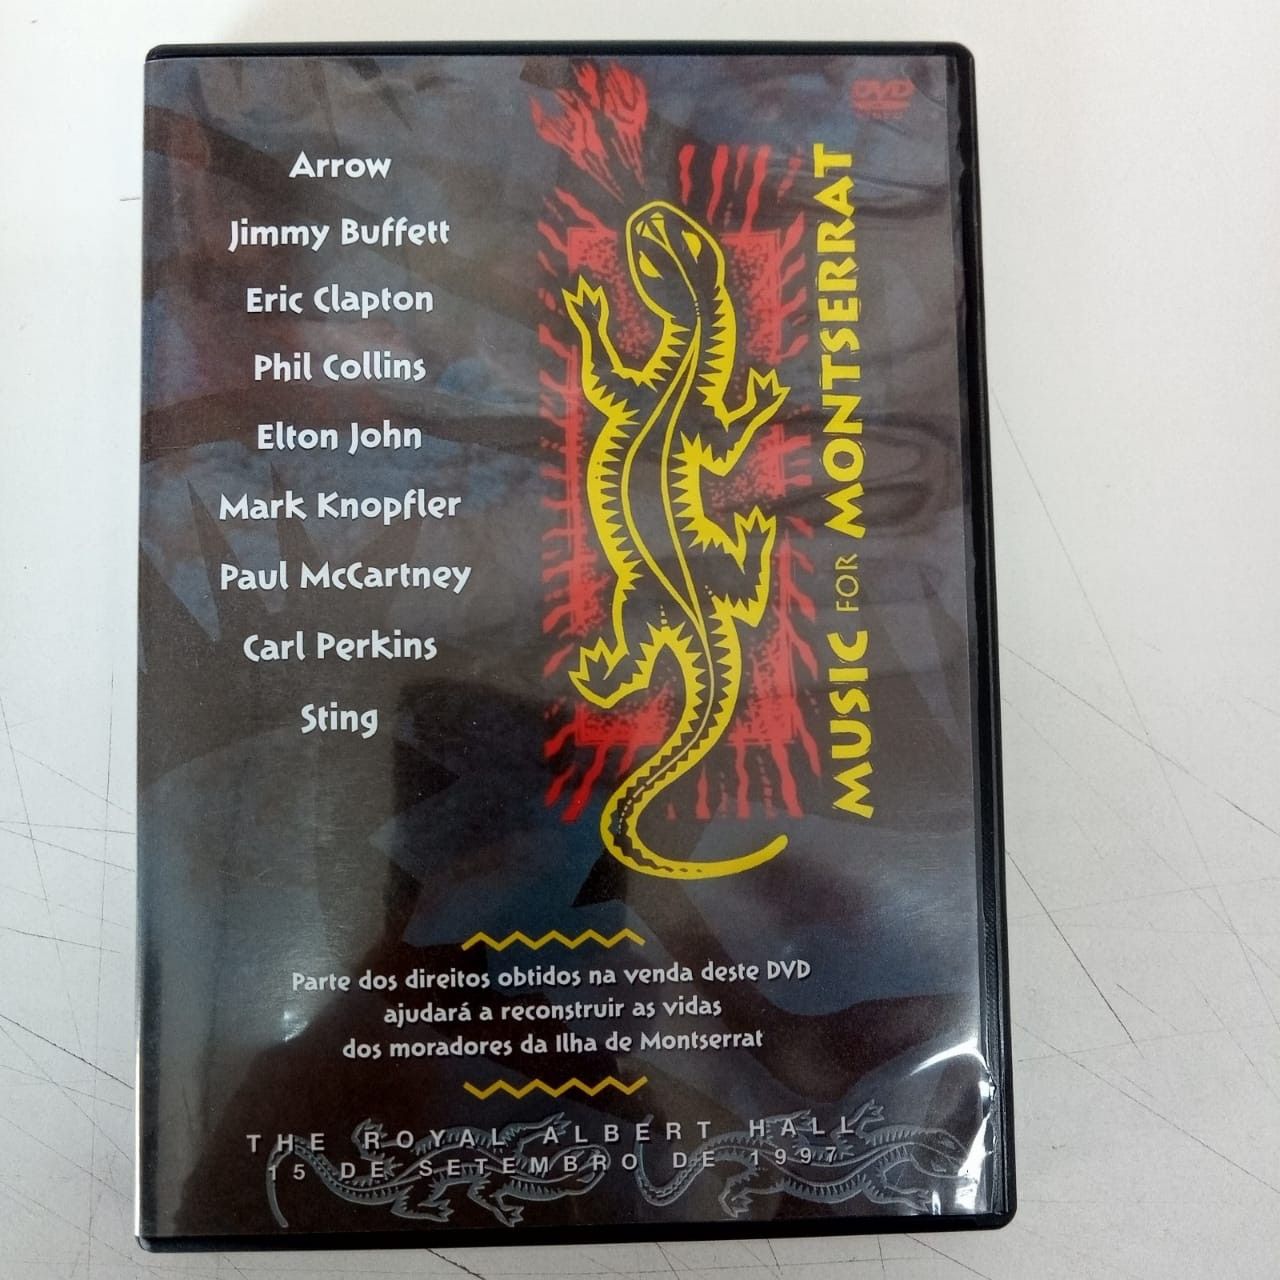 DVD
Arrow
Jimmy Buffett
Eric Clapton
Phil Collins
Elton John
Mark Knopfler
Paul McCartney
Carl Perkins
Sting
MUSIC FOR MONTSERRAT
Parte dos direitos obtidos na venda deste DVD
ajudará a reconstruir as vidas
dos moradores da Ilha de Montserrat
THE ROYAL ALBERT HALL
15 DE SETEMBRO DE 1997